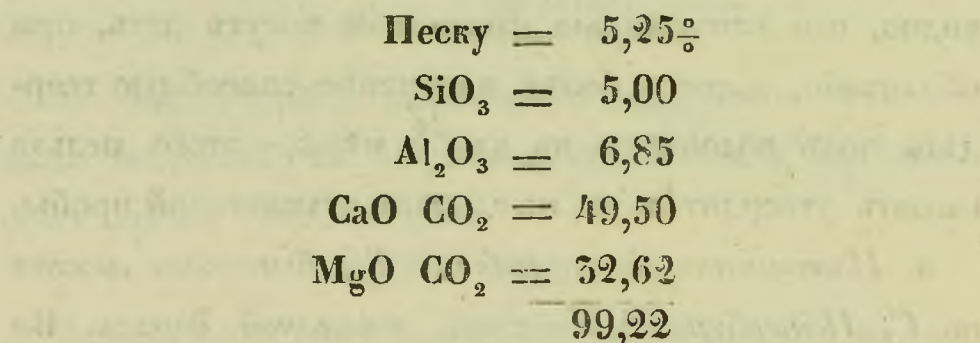 Песку = 5,25%
SiO₃ = 5,00
Al₂O₃ = 6,85
CaO CO₂ = 49,50
MgO CO₂ = 32,62
99,22